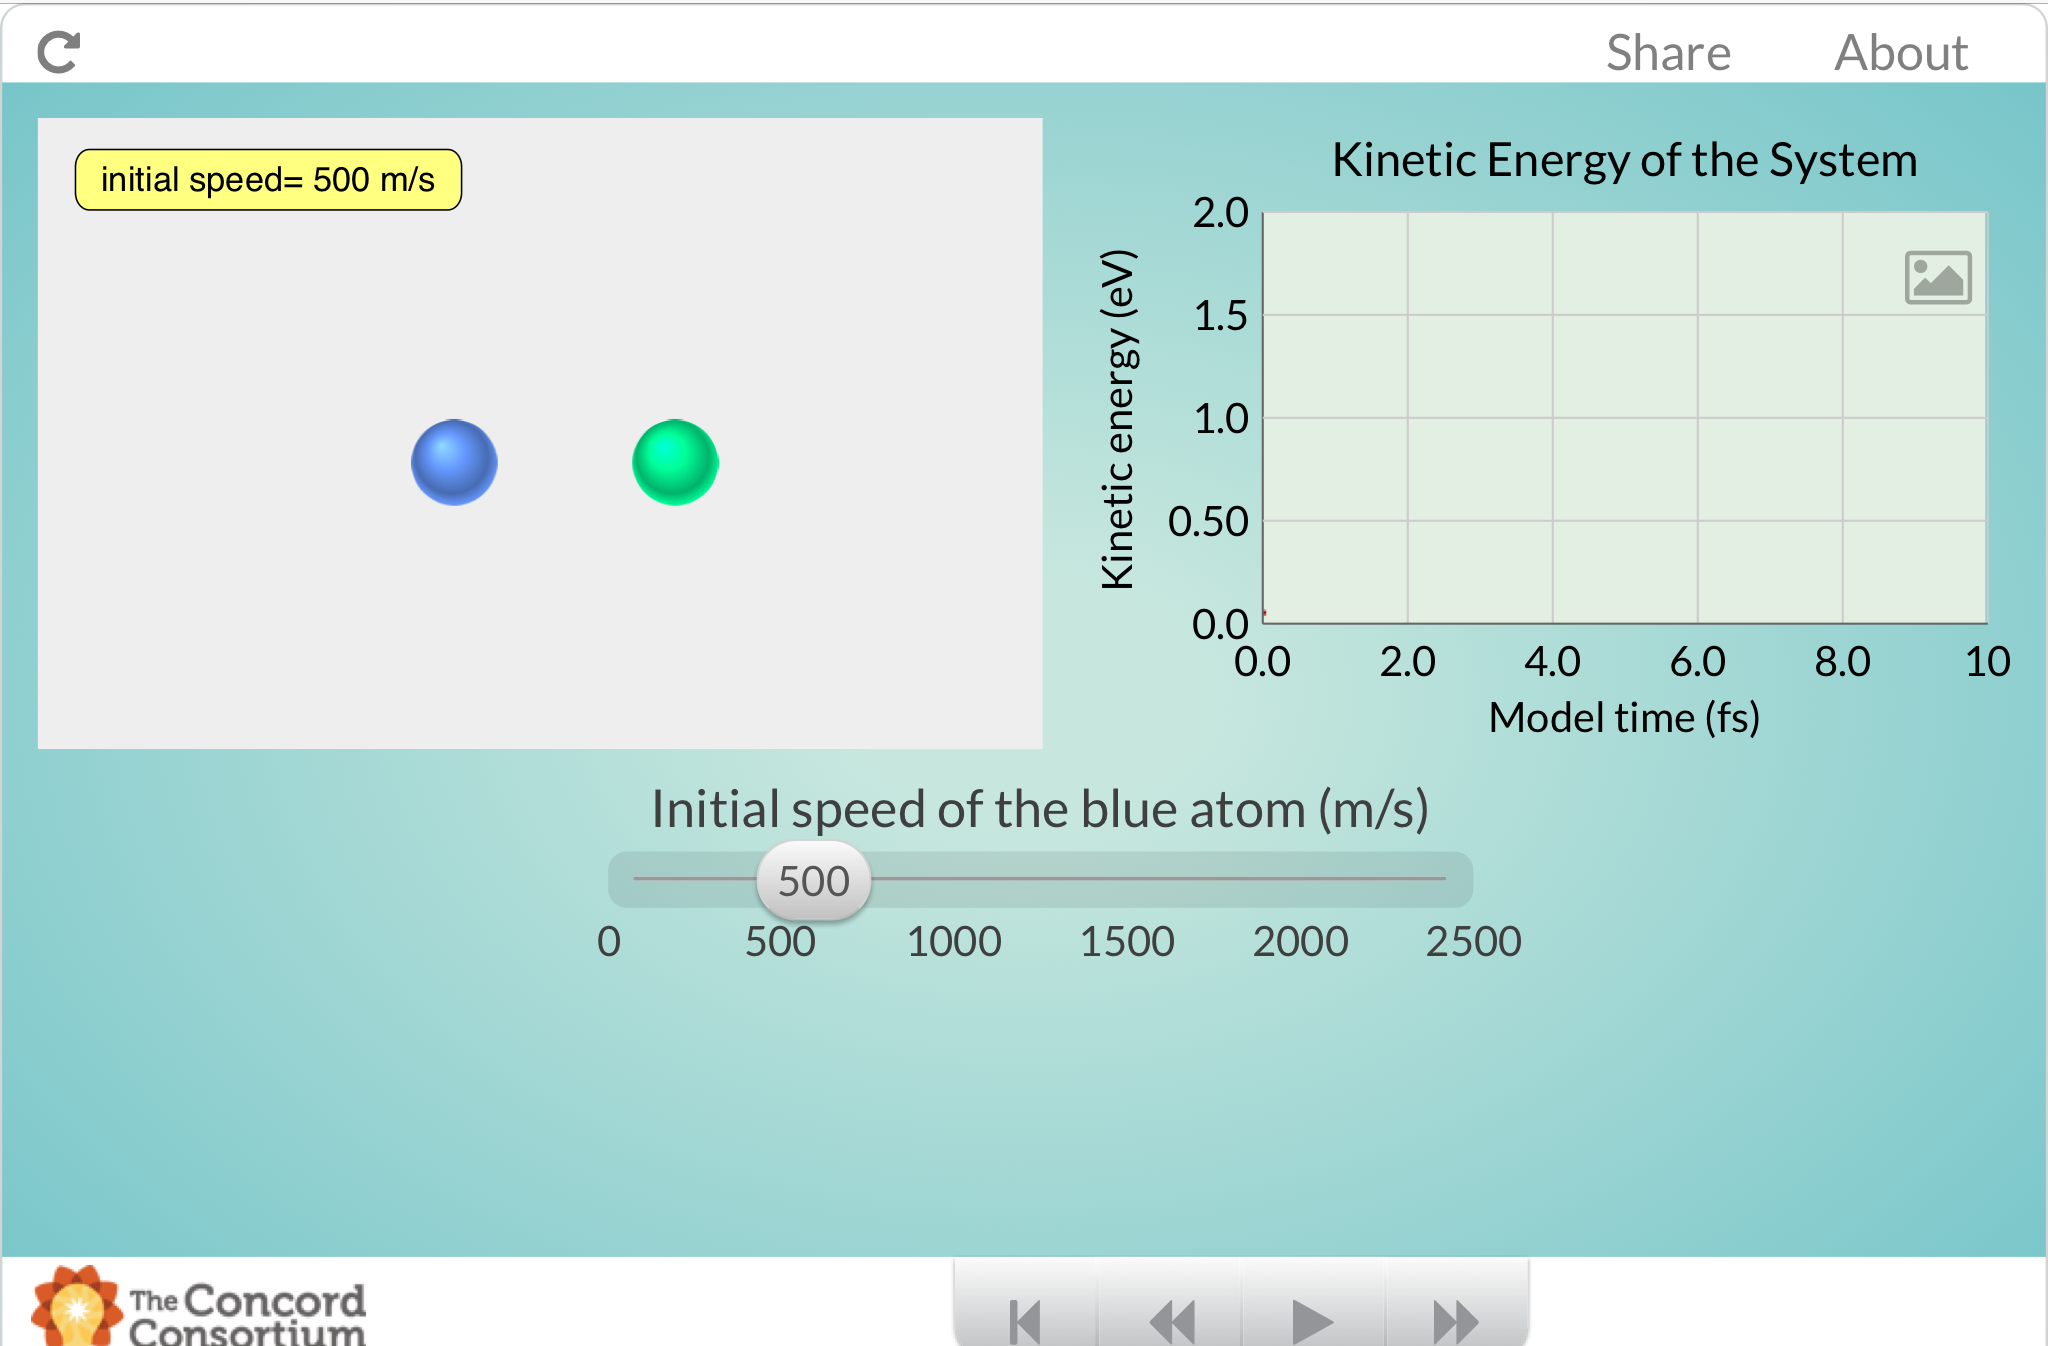 Share About
initial speed= 500 m/s
Kinetic Energy of the System
Kinetic energy (eV)
2.0
1.5
1.0
0.50
0.0
0.0 2.0 4.0 6.0 8.0 10
Model time (fs)
Initial speed of the blue atom (m/s)
500
0 500 1000 1500 2000 2500
The Concord
Consortium